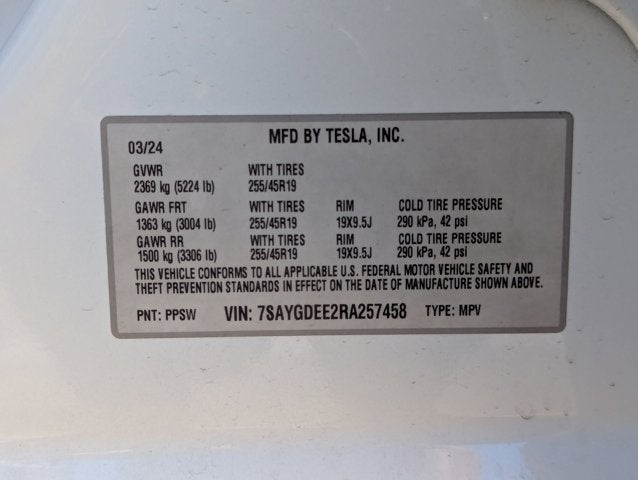 MFD BY TESLA, INC.
03/24
GVWR WITH TIRES
2369 kg (5224 lb) 255/45R19
GAWR FRT WITH TIRES RIM COLD TIRE PRESSURE
1363 kg (3004 lb) 255/45R19 19X9.5J 290 kPa, 42 psi
GAWR RR WITH TIRES RIM COLD TIRE PRESSURE
1500 kg (3306 lb) 255/45R19 19X9.5J 290 kPa, 42 psi
THIS VEHICLE CONFORMS TO ALL APPLICABLE U.S. FEDERAL MOTOR VEHICLE SAFETY AND
THEFT PREVENTION STANDARDS IN EFFECT ON THE DATE OF MANUFACTURE SHOWN ABOVE.
PNT: PPSW VIN: 7SAYGDEE2RA257458 TYPE: MPV